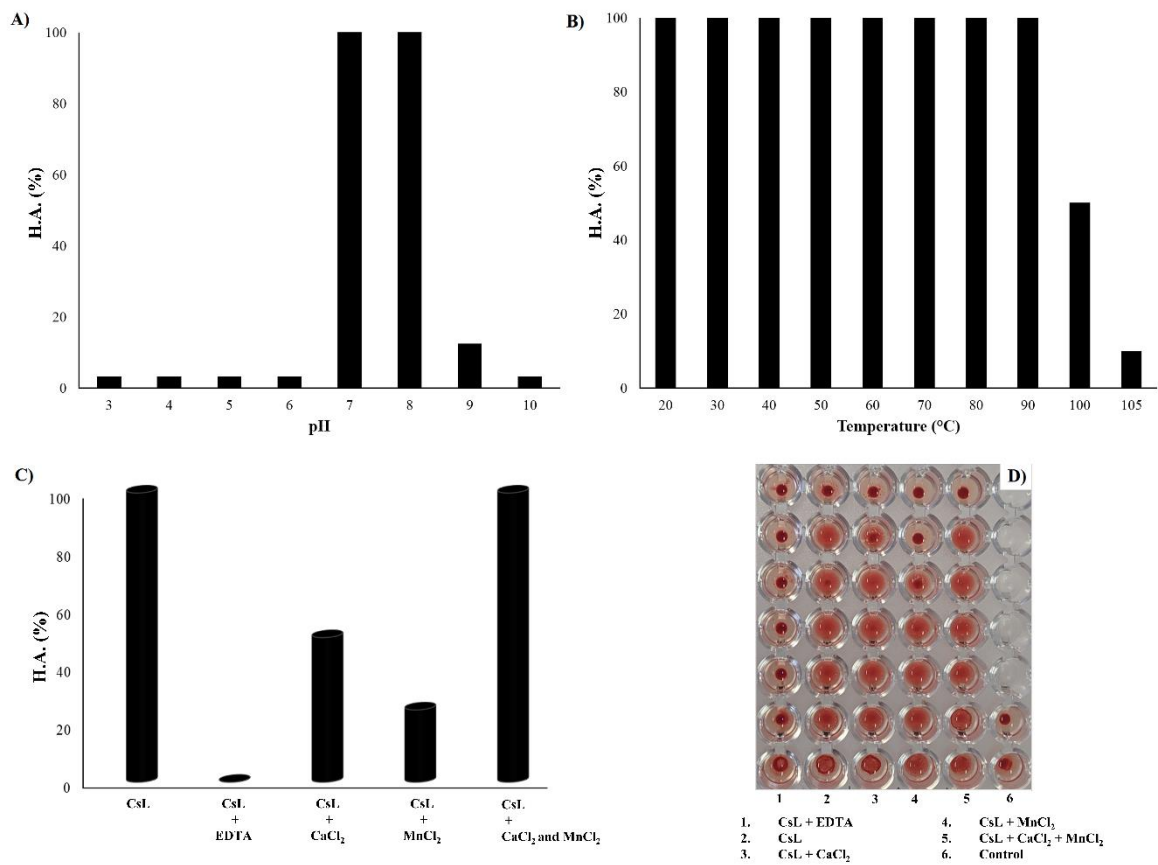 A)
H.A. (%)
100
80
60
40
20
0
3 4 5 6 7 8 9 10
pII
B)
H.A. (%)
100
80
60
40
20
0
20 30 40 50 60 70 80 90 100 105
Temperature (°C)
C)
H.A. (%)
100
80
60
40
20
0
CsL
CsL
+
EDTA
CsL
+
CaCl₂
CsL
+
MnCl₂
CsL
+
CaCl₂ and MnCl₂
D)
1 2 3 4 5 6
1. CsL + EDTA
2. CsL
3. CsL + CaCl₂
4. CsL + MnCl₂
5. CsL + CaCl₂ + MnCl₂
6. Control